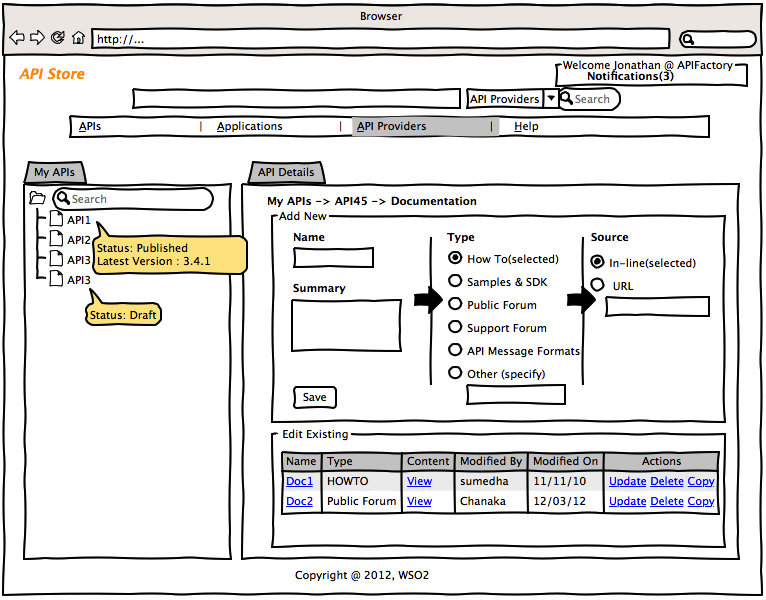 Browser
http://...
API Store
Welcome Jonathan @ APIFactory
Notifications(3)
API Providers
Search
APIs | Applications | API Providers | Help
My APIs
Search
API1
API2
API3
API3
Status: Published
Latest Version : 3.4.1
Status: Draft
API Details
My APIs -> API45 -> Documentation
Add New
Name
Summary
Save
Type
How To(selected)
Samples & SDK
Public Forum
Support Forum
API Message Formats
Other (specify)
Source
In-line(selected)
URL
Edit Existing
Name Type Content Modified By Modified On Actions
Doc1 HOWTO View sumedha 11/11/10 Update Delete Copy
Doc2 Public Forum View Chanaka 12/03/12 Update Delete Copy
Copyright @ 2012, WSO2